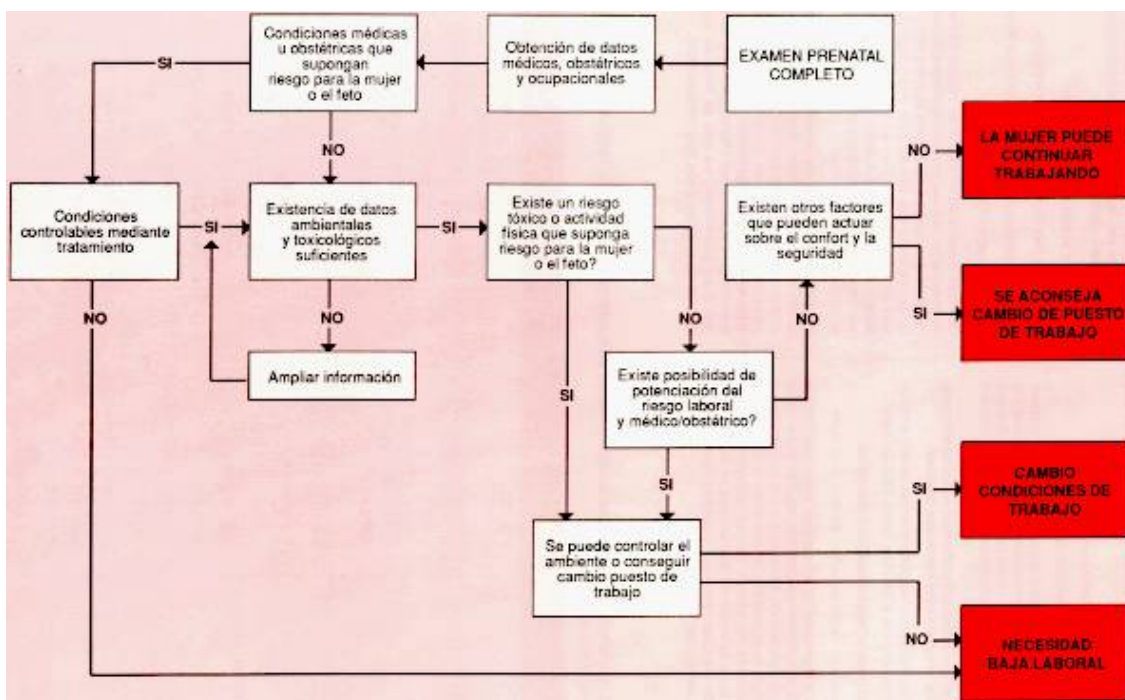 Condiciones médicas
u obstétricas que
supongan
riesgo para la mujer
o el feto
Obtención de datos
médicos, obstátricos
y ocupacionales
EXAMEN PRENATAL
COMPLETO
SI
NO
LA MUJER PUEDE
CONTINUAR
TRABAJANDO
NO
Condiciones
controlables mediante
tratamiento
SI
Existencia de datos
ambientales
y toxicológicos
suficientes
SI
Existe un riesgo
tóxico o actividad
física que suponga
riesgo para la mujer
o el feto?
Existen otros factores
que pueden actuar
sobre el confort y la
seguridad
SE ACONSEJA
CAMBIO DE PUESTO
DE TRABAJO
SI
NO
NO
NO
NO
Ampliar información
SI
Existe posibilidad de
potenciación del
riesgo laboral
y médico/obstátrico?
SI
CAMBIO
CONDICIONES DE
TRABAJO
SI
Se puede controlar el
ambiente o conseguir
cambio puesto de
trabajo
NO
NECESIDAD
BAJA LABORAL